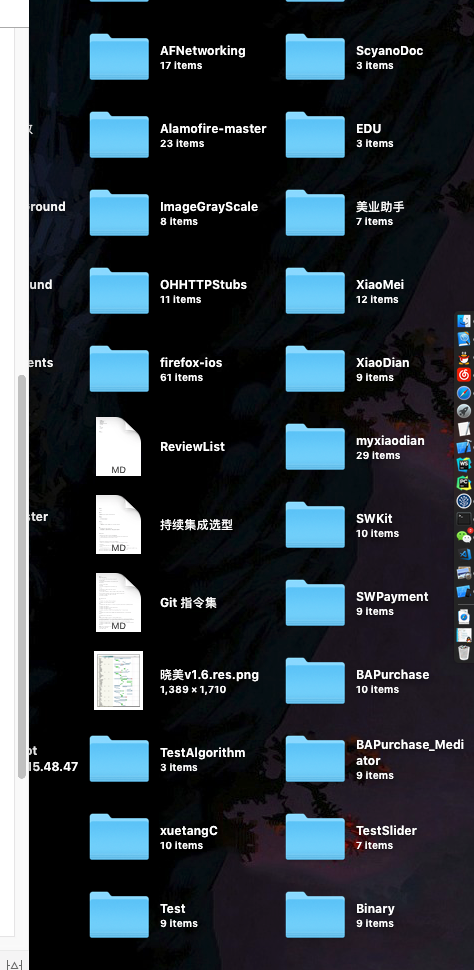 AFNetworking
17 items
ScyanoDoc
3 items
Alamofire-master
23 items
EDU
3 items
round
ImageGrayScale
8 items
美业助手
7 items
und
OHHTTPStubs
11 items
XiaoMei
12 items
ents
firefox-ios
61 items
XiaoDian
9 items
MD
ReviewList
myxiaodian
29 items
ster
MD
持续集成选型
SWKit
10 items
MD
Git 指令集
SWPayment
9 items
晓美v1.6.res.png
1,389 × 1,710
BAPurchase
10 items
ot
15.48.47
TestAlgorithm
3 items
BAPurchase_Medi
ator
9 items
xuetangC
10 items
TestSlider
7 items
Test
9 items
Binary
9 items